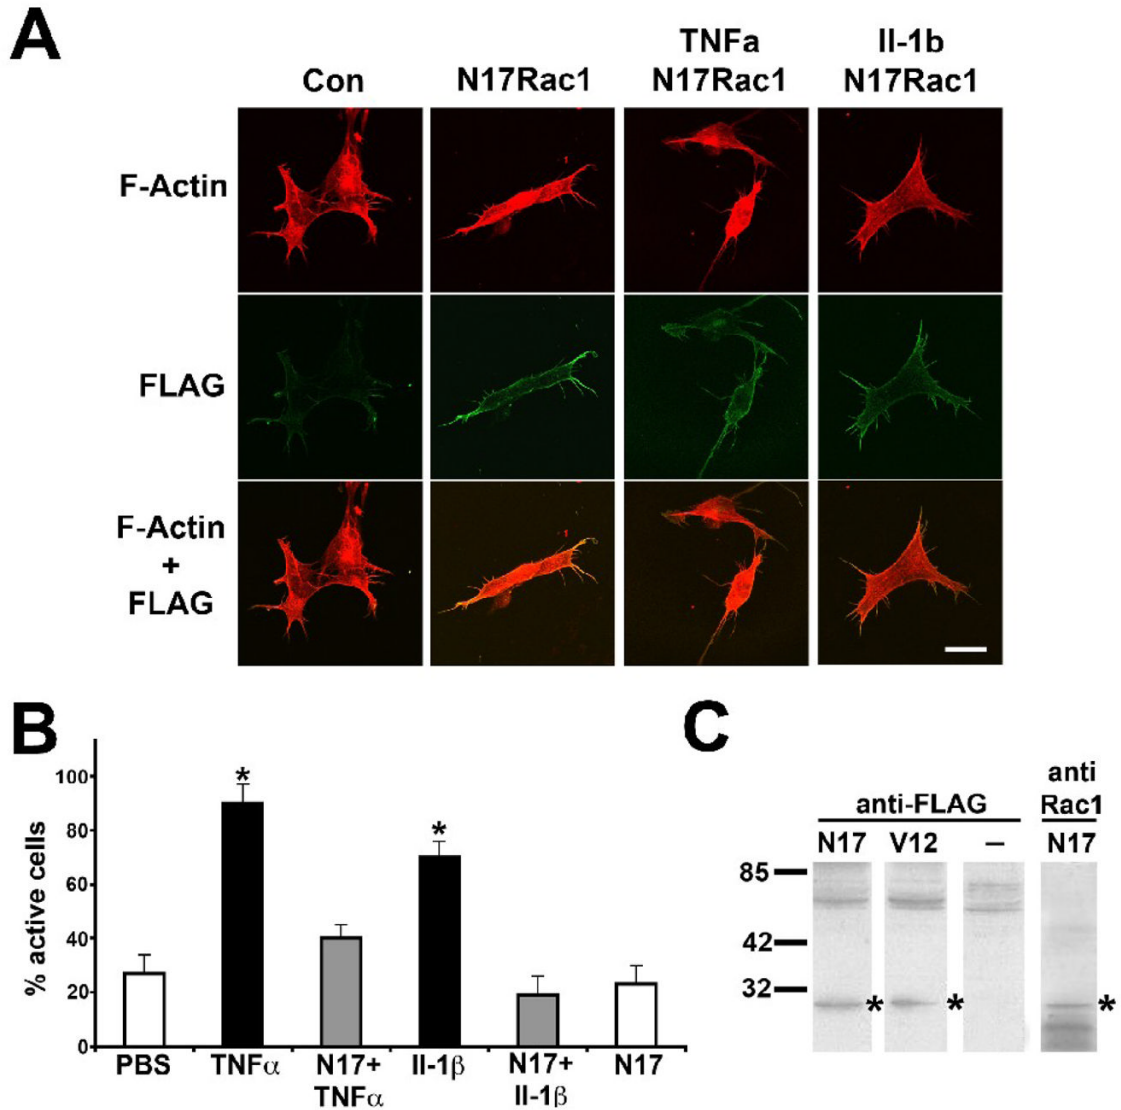 A
Con
N17Rac1
TNFa
N17Rac1
Il-1b
N17Rac1
F-Actin
FLAG
F-Actin
+
FLAG
B
% active cells
100
80
60
40
20
0
*
*
PBS
TNFα
N17+
TNFα
Il-1β
N17+
Il-1β
N17
C
anti-FLAG
anti
Rac1
N17 V12 – N17
85
42
32
* * *